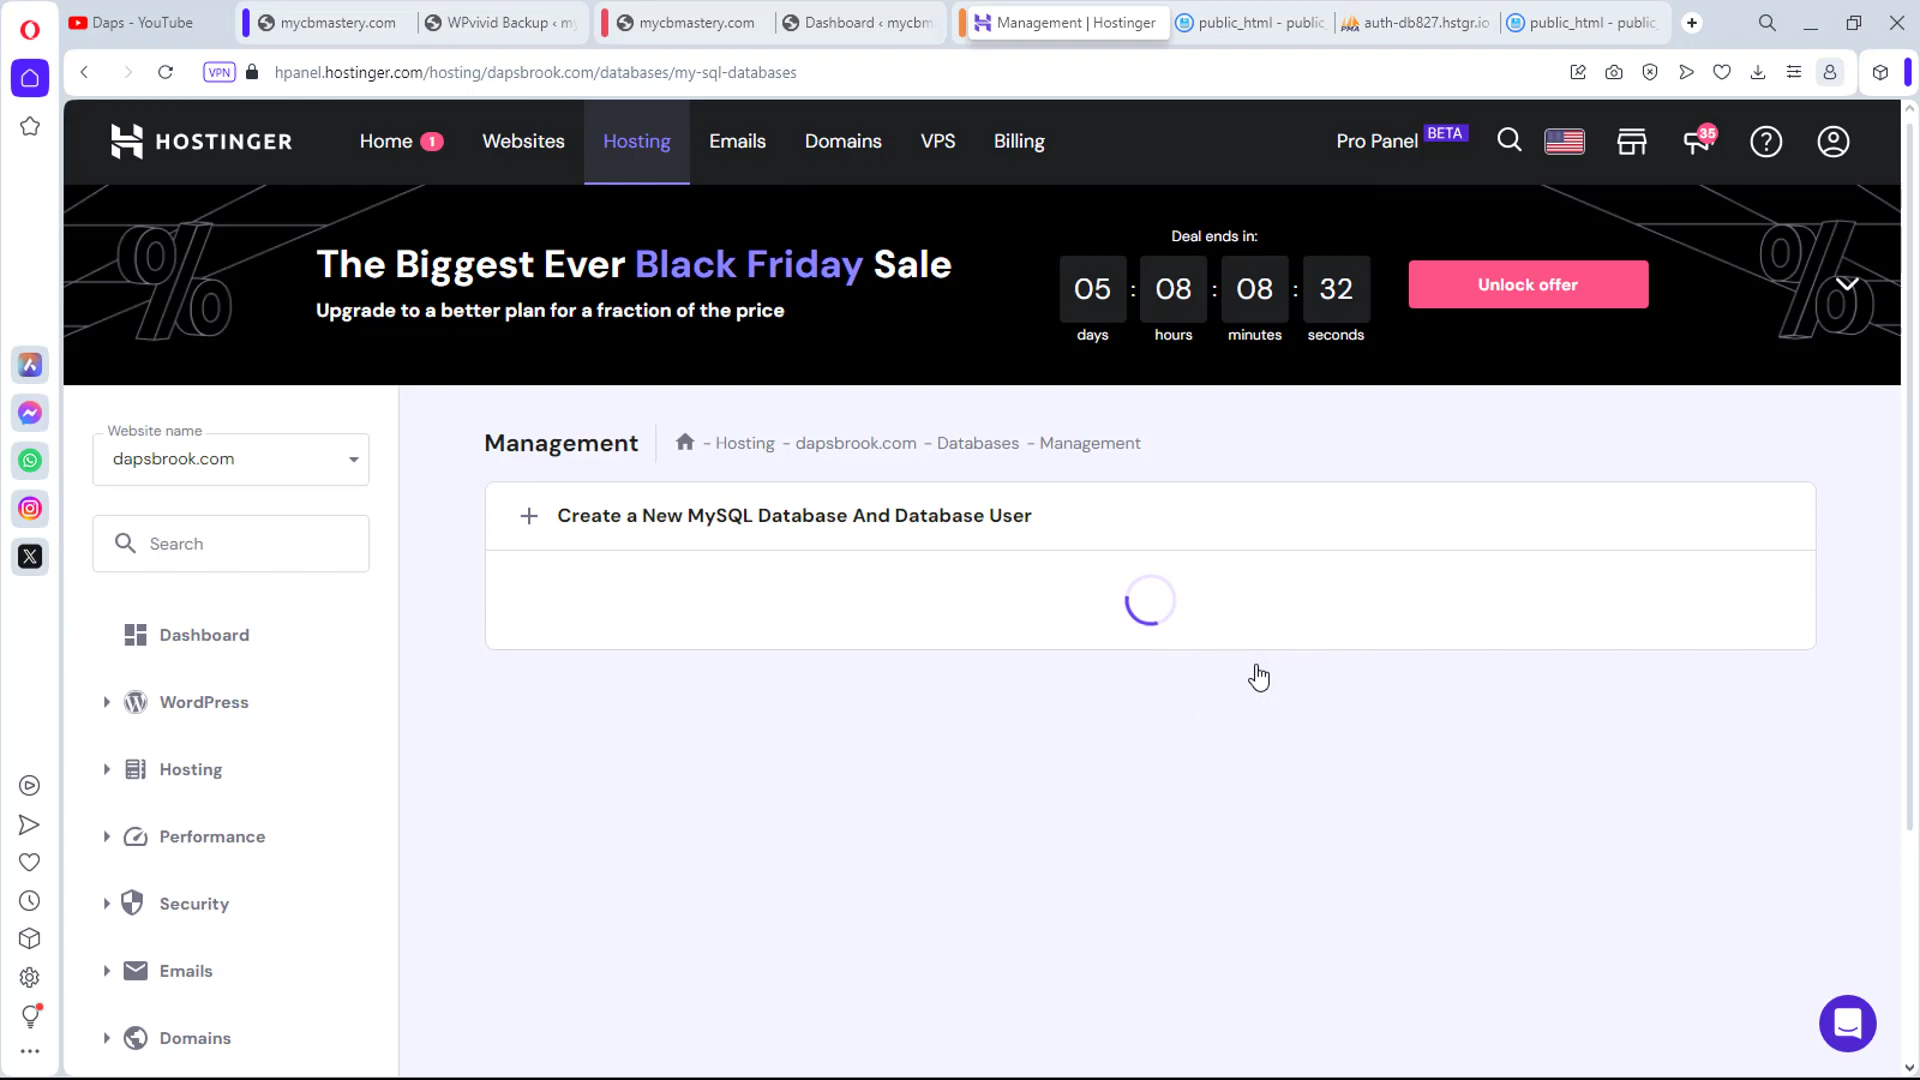 Daps - YouTube
mycbmastery.com
WPvivid Backup ‹ my
mycbmastery.com
Dashboard ‹ mycbm
Management | Hostinger
public_html - public_
auth-db827.hstgr.io
public_html - public_
VPN
hpanel.hostinger.com/hosting/dapsbrook.com/databases/my-sql-databases
HOSTINGER
Home 1
Websites
Hosting
Emails
Domains
VPS
Billing
Pro Panel BETA
35
The Biggest Ever Black Friday Sale
Upgrade to a better plan for a fraction of the price
Deal ends in:
05 : 08 : 08 : 32
days hours minutes seconds
Unlock offer
Website name
dapsbrook.com
Search
Dashboard
WordPress
Hosting
Performance
Security
Emails
Domains
Management
- Hosting - dapsbrook.com - Databases - Management
Create a New MySQL Database And Database User